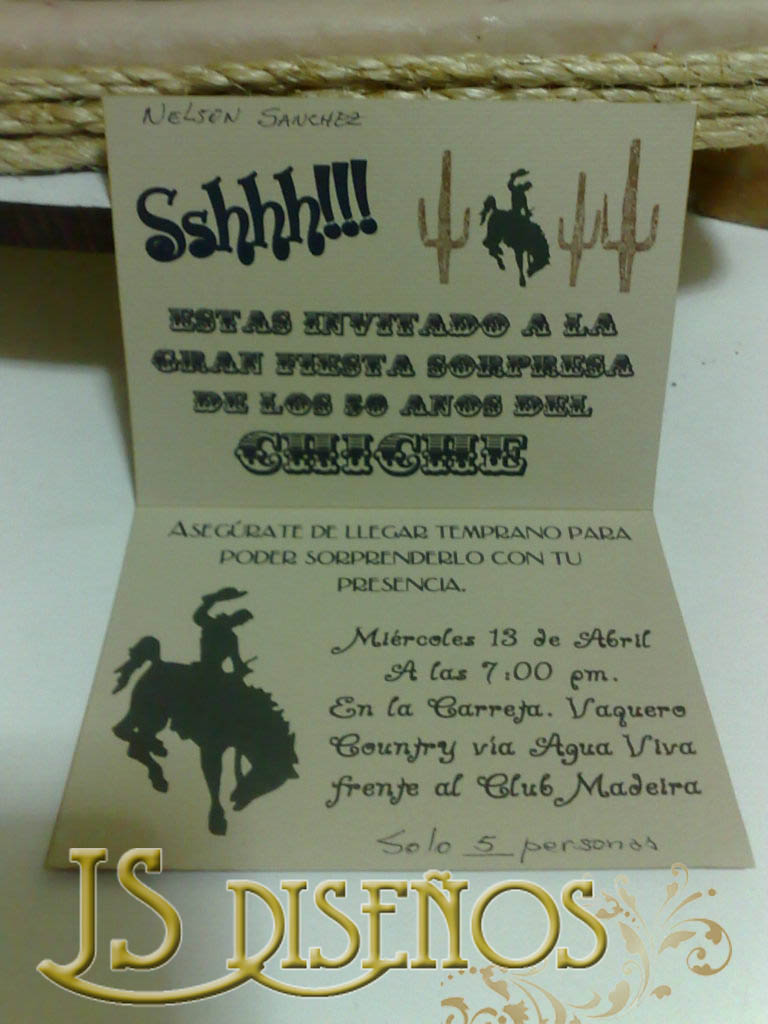 NELSON SANCHEZ
Sshhh!!!
ESTAS INVITADO A LA
GRAN FIESTA SORPRESA
DE LOS 50 AÑOS DEL
CHICHE
ASEGÚRATE DE LLEGAR TEMPRANO PARA
PODER SORPRENDERLO CON TU
PRESENCIA.
Miércoles 13 de Abril
A las 7:00 pm.
En la Carreta. Vaquero
Country vía Agua Viva
frente al Club Madeira
Solo 5 personas
JS DISEÑOS